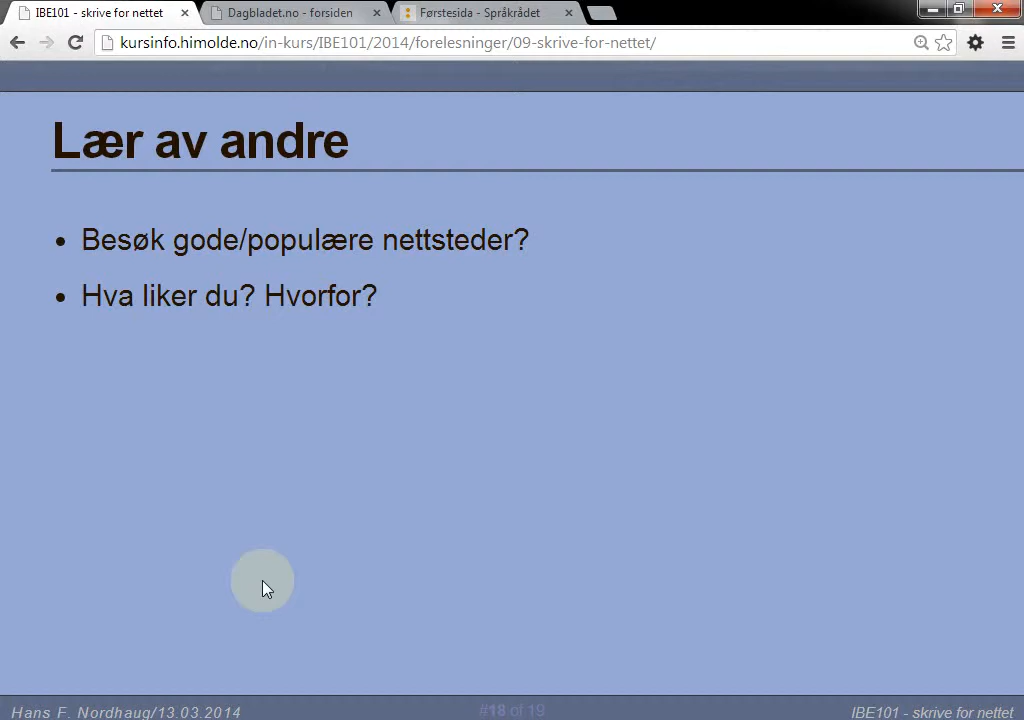 IBE101 - skrive for nettet
Dagbladet.no - forsiden
Førstesida - Språkrådet
kursinfo.himolde.no/in-kurs/IBE101/2014/forelesninger/09-skrive-for-nettet/
Lær av andre
• Besøk gode/populære nettsteder?
• Hva liker du? Hvorfor?
Hans F. Nordhaug/13.03.2014
#18 of 19
IBE101 - skrive for nettet